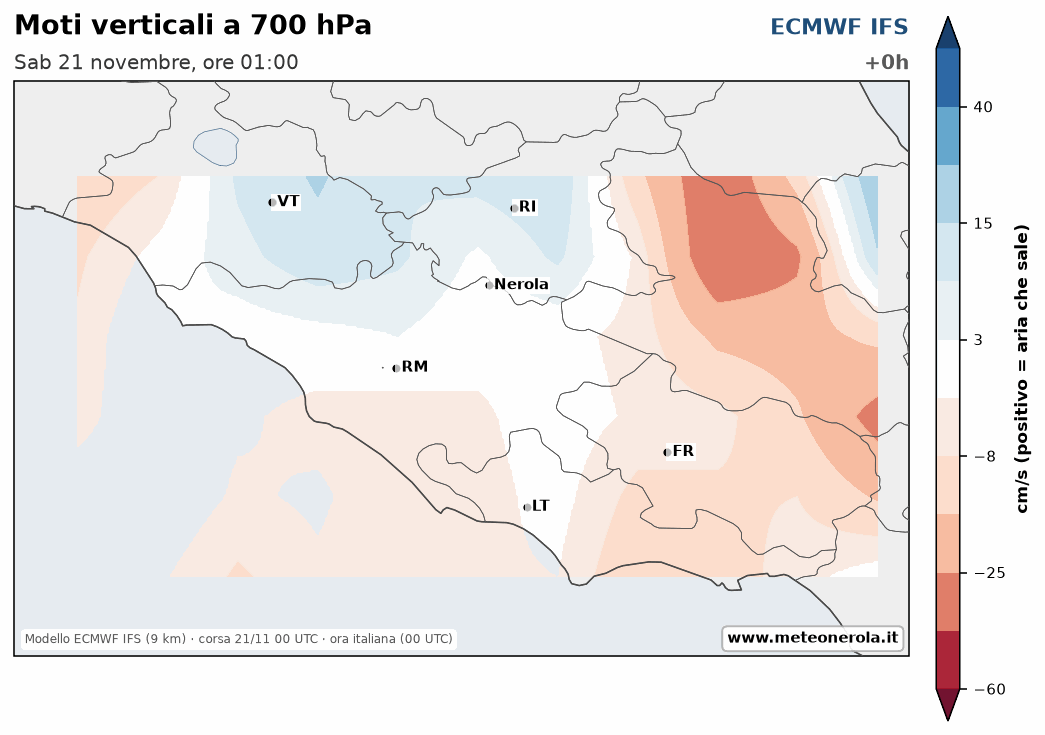 Moti verticali a 700 hPa
ECMWF IFS
Sab 21 novembre, ore 01:00
+0h
VT
RI
Nerola
RM
FR
LT
40
15
3
−8
−25
−60
cm/s (positivo = aria che sale)
Modello ECMWF IFS (9 km) · corsa 21/11 00 UTC · ora italiana (00 UTC)
www.meteonerola.it